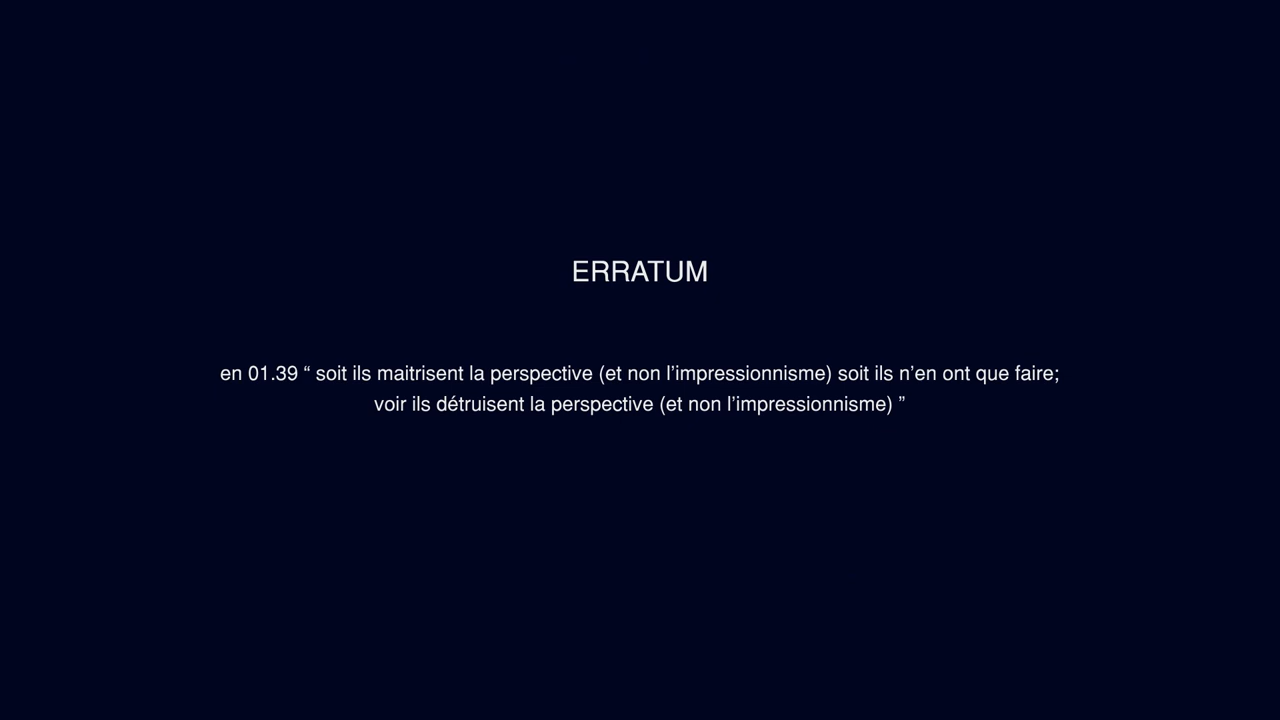 ERRATUM
en 01.39 “ soit ils maitrisent la perspective (et non l’impressionnisme) soit ils n’en ont que faire;
voir ils détruisent la perspective (et non l’impressionnisme) ”